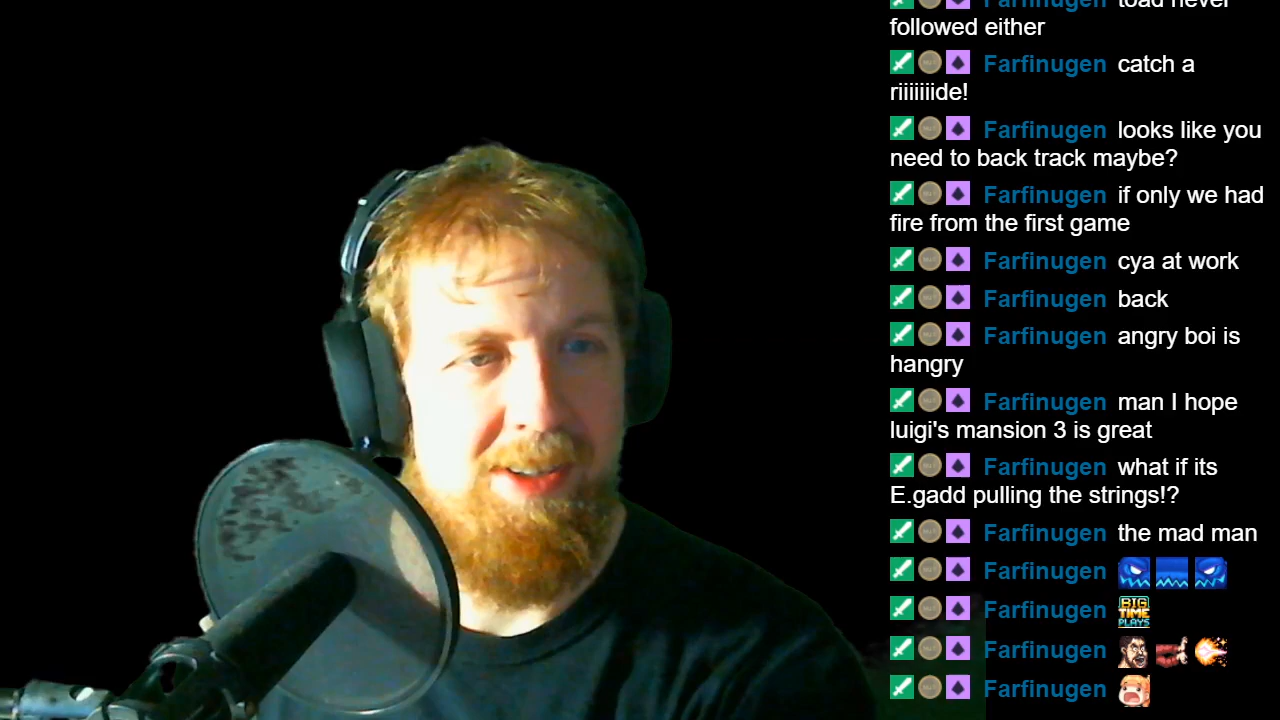 Farfinugen toad never
followed either
Farfinugen catch a
riiiiiiide!
Farfinugen looks like you
need to back track maybe?
Farfinugen if only we had
fire from the first game
Farfinugen cya at work
Farfinugen back
Farfinugen angry boi is
hangry
Farfinugen man I hope
luigi's mansion 3 is great
Farfinugen what if its
E.gadd pulling the strings!?
Farfinugen the mad man
Farfinugen
Farfinugen BIG TIME PLAYS
Farfinugen
Farfinugen